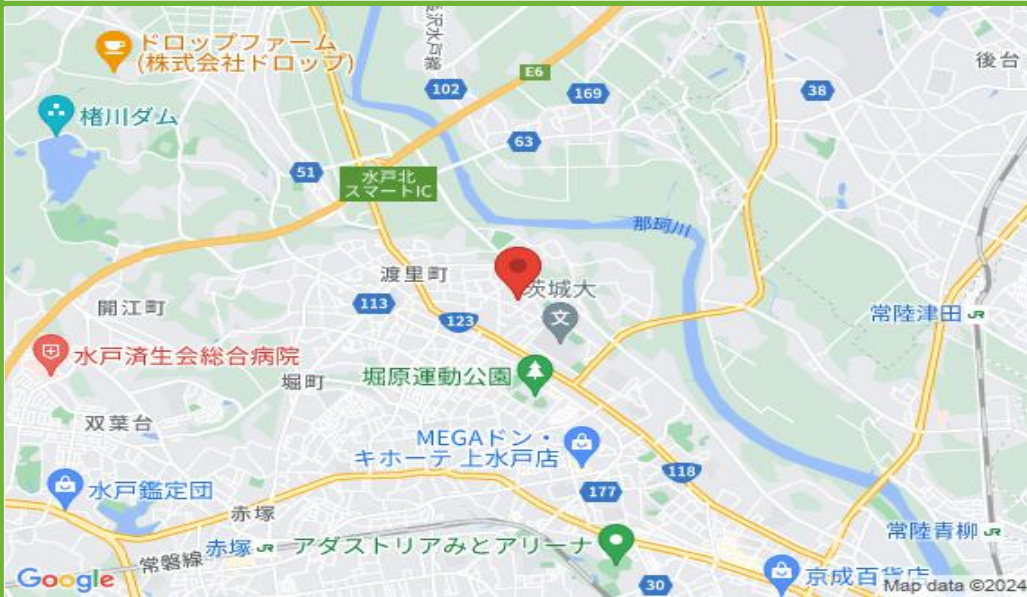 ドロップファーム
(株式会社ドロップ)
E6
後台
102
169
38
楮川ダム
63
51
水戸北
スマートIC
那珂川
渡里町
茨城大
開江町
113
123
常陸津田 JR
水戸済生会総合病院
堀原運動公園
堀町
双葉台
MEGAドン・
キホーテ 上水戸店
118
水戸鑑定団
177
赤塚
常陸青柳 JR
赤塚 JR
アダストリアみとアリーナ
常磐線
30
京成百貨店
Google
Map data ©2024